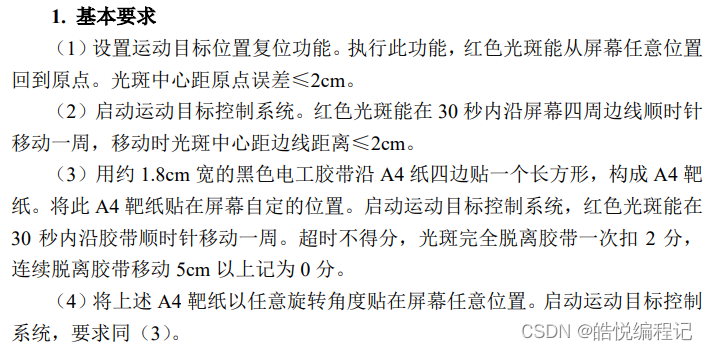 1. 基本要求
（1）设置运动目标位置复位功能。执行此功能，红色光斑能从屏幕任意位置
回到原点。光斑中心距原点误差≤2cm。
（2）启动运动目标控制系统。红色光斑能在 30 秒内沿屏幕四周边线顺时针
移动一周，移动时光斑中心距边线距离≤2cm。
（3）用约 1.8cm 宽的黑色电工胶带沿 A4 纸四边贴一个长方形，构成 A4 靶
纸。将此 A4 靶纸贴在屏幕自定的位置。启动运动目标控制系统，红色光斑能在
30 秒内沿胶带顺时针移动一周。超时不得分，光斑完全脱离胶带一次扣 2 分，
连续脱离胶带移动 5cm 以上记为 0 分。
（4）将上述 A4 靶纸以任意旋转角度贴在屏幕任意位置。启动运动目标控制
系统，要求同（3）。
CSDN @皓悦编程记